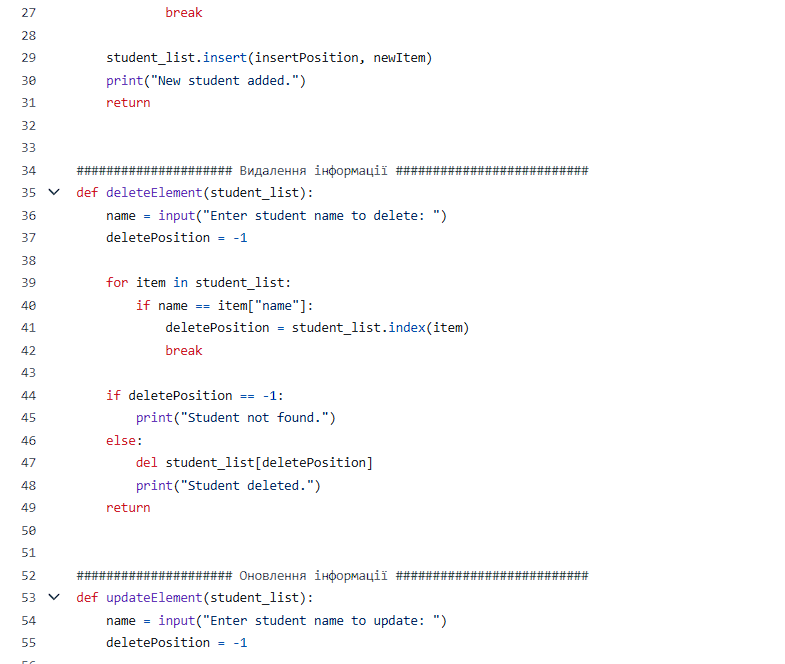 27 break
28
29 student_list.insert(insertPosition, newItem)
30 print("New student added.")
31 return
32
33
34 ##################### Видалення інформації ##########################
35 def deleteElement(student_list):
36 name = input("Enter student name to delete: ")
37 deletePosition = -1
38
39 for item in student_list:
40 if name == item["name"]:
41 deletePosition = student_list.index(item)
42 break
43
44 if deletePosition == -1:
45 print("Student not found.")
46 else:
47 del student_list[deletePosition]
48 print("Student deleted.")
49 return
50
51
52 ##################### Оновлення інформації ##########################
53 def updateElement(student_list):
54 name = input("Enter student name to update: ")
55 deletePosition = -1